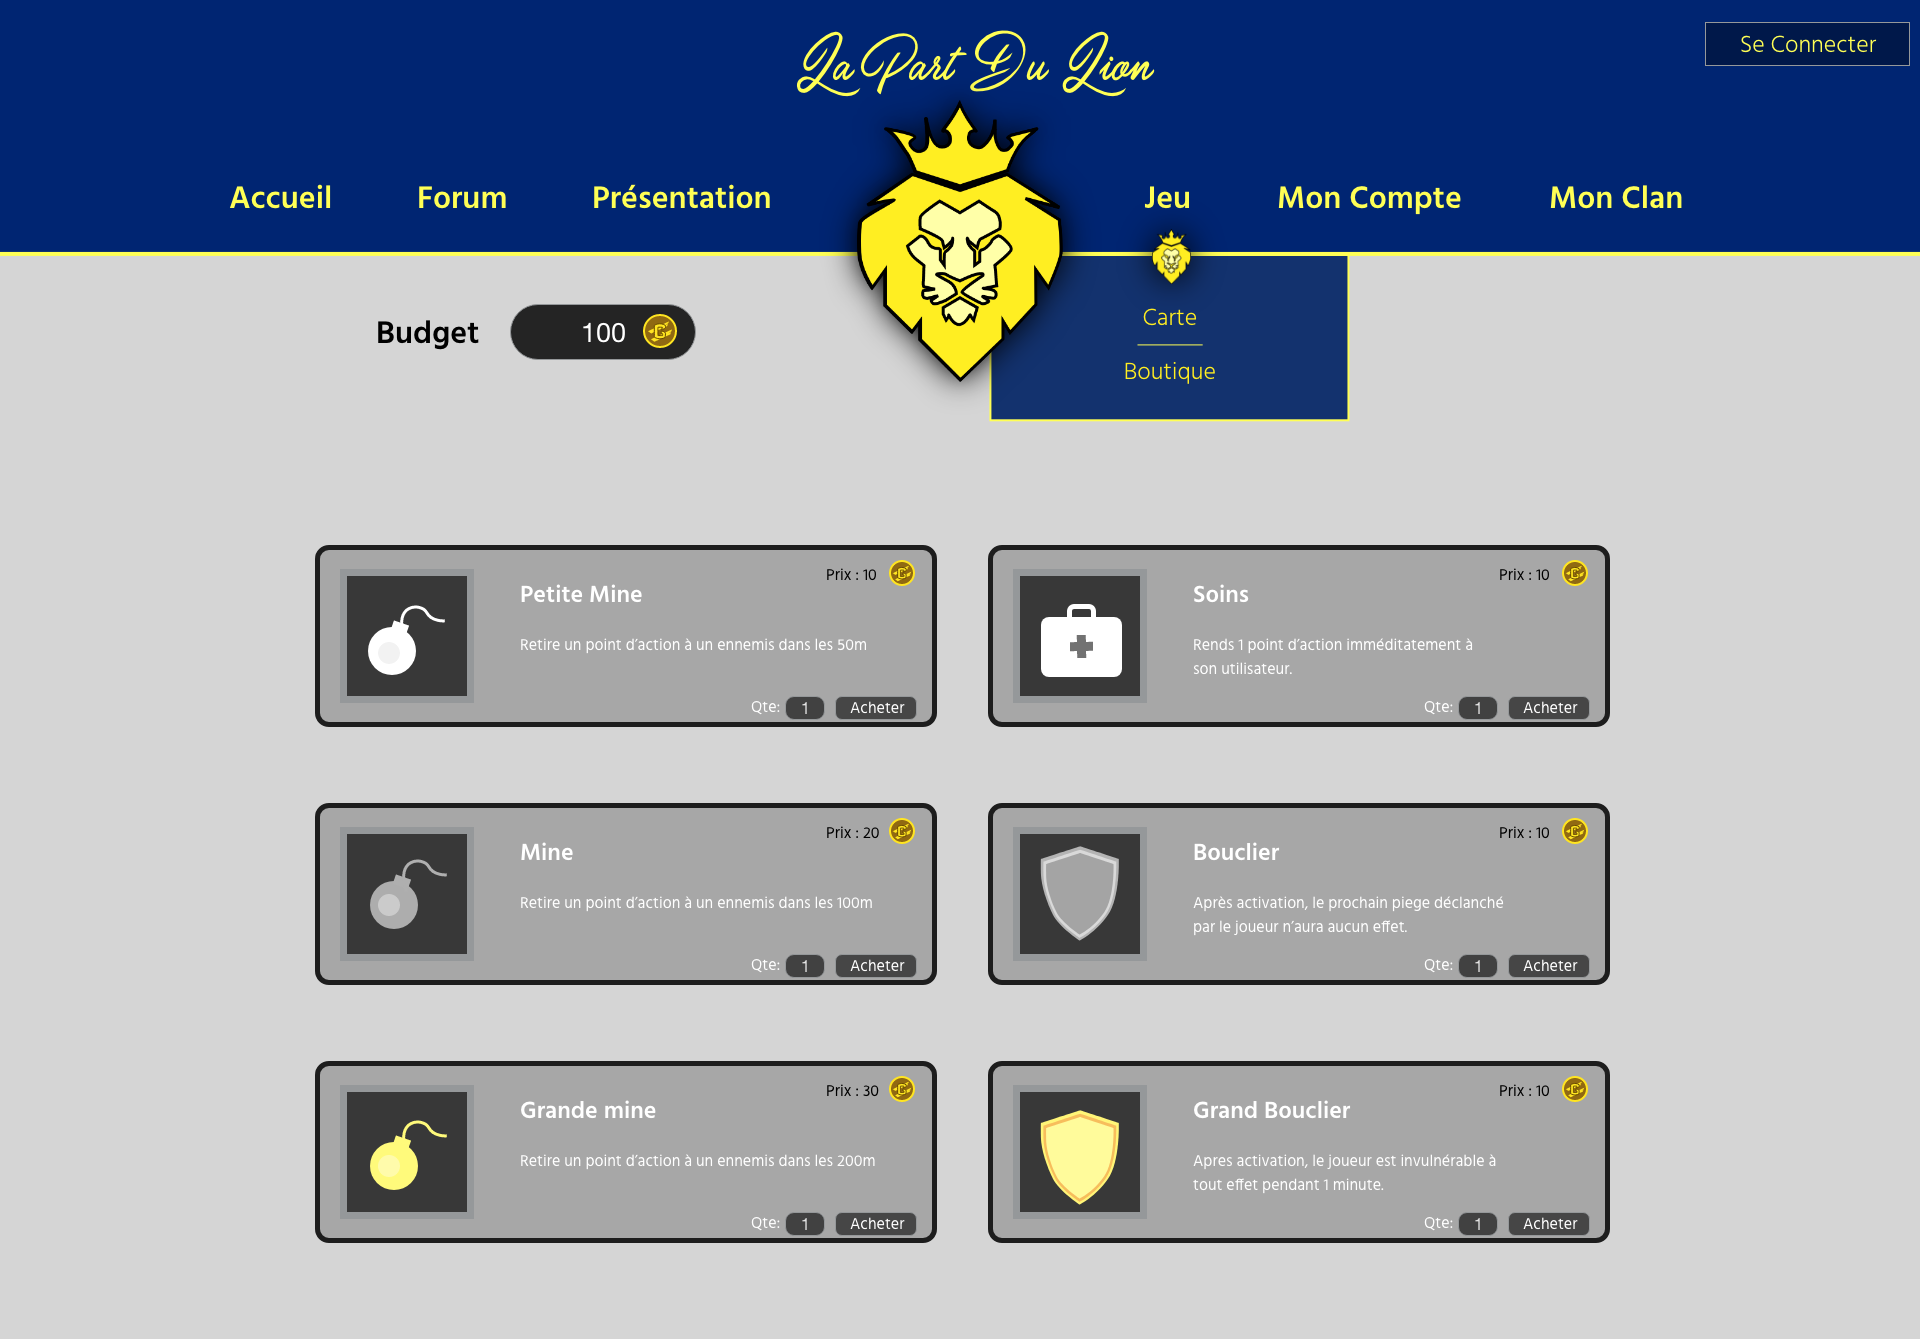 La Part Du Lion
Se Connecter
Accueil
Forum
Présentation
Jeu
Mon Compte
Mon Clan
Carte
Boutique
Budget
100
Prix : 10
Petite Mine
Retire un point d’action à un ennemis dans les 50m
Qte: 1 Acheter
Prix : 10
Soins
Rends 1 point d’action imméditatement à
son utilisateur.
Qte: 1 Acheter
Prix : 20
Mine
Retire un point d’action à un ennemis dans les 100m
Qte: 1 Acheter
Prix : 10
Bouclier
Après activation, le prochain piege déclanché
par le joueur n’aura aucun effet.
Qte: 1 Acheter
Prix : 30
Grande mine
Retire un point d’action à un ennemis dans les 200m
Qte: 1 Acheter
Prix : 10
Grand Bouclier
Apres activation, le joueur est invulnérable à
tout effet pendant 1 minute.
Qte: 1 Acheter